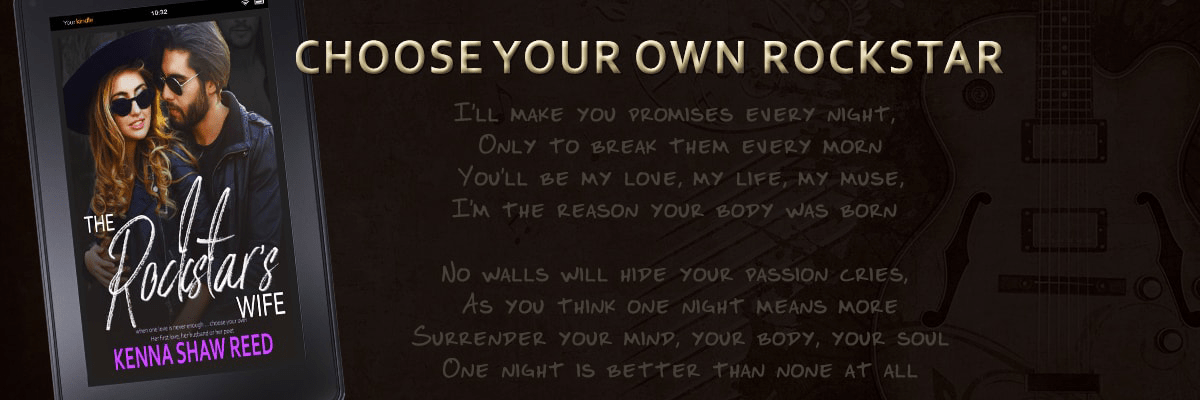 Your kindle
10:32
CHOOSE YOUR OWN ROCKSTAR
I'LL MAKE YOU PROMISES EVERY NIGHT,
ONLY TO BREAK THEM EVERY MORN
YOU'LL BE MY LOVE, MY LIFE, MY MUSE,
I'M THE REASON YOUR BODY WAS BORN
NO WALLS WILL HIDE YOUR PASSION CRIES,
AS YOU THINK ONE NIGHT MEANS MORE
SURRENDER YOUR MIND, YOUR BODY, YOUR SOUL
ONE NIGHT IS BETTER THAN NONE AT ALL
THE
Rockstar's
WIFE
when one love is never enough... choose your own
Her first love, her husband or her poet
KENNA SHAW REED